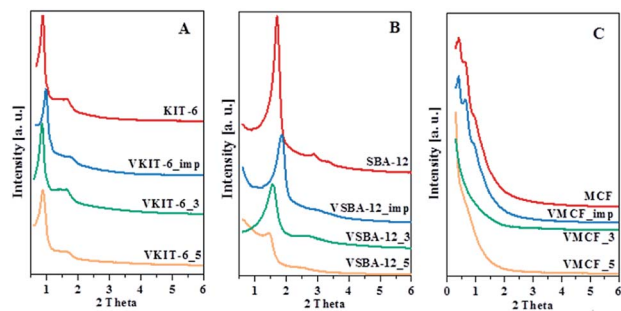 A
Intensity [a. u.]
KIT-6
VKIT-6_imp
VKIT-6_3
VKIT-6_5
1 2 3 4 5 6
2 Theta
B
Intensity [a. u.]
SBA-12
VSBA-12_imp
VSBA-12_3
VSBA-12_5
1 2 3 4 5 6
2 Theta
C
Intensity [a. u.]
MCF
VMCF_imp
VMCF_3
VMCF_5
0 1 2 3 4 5 6
2 Theta